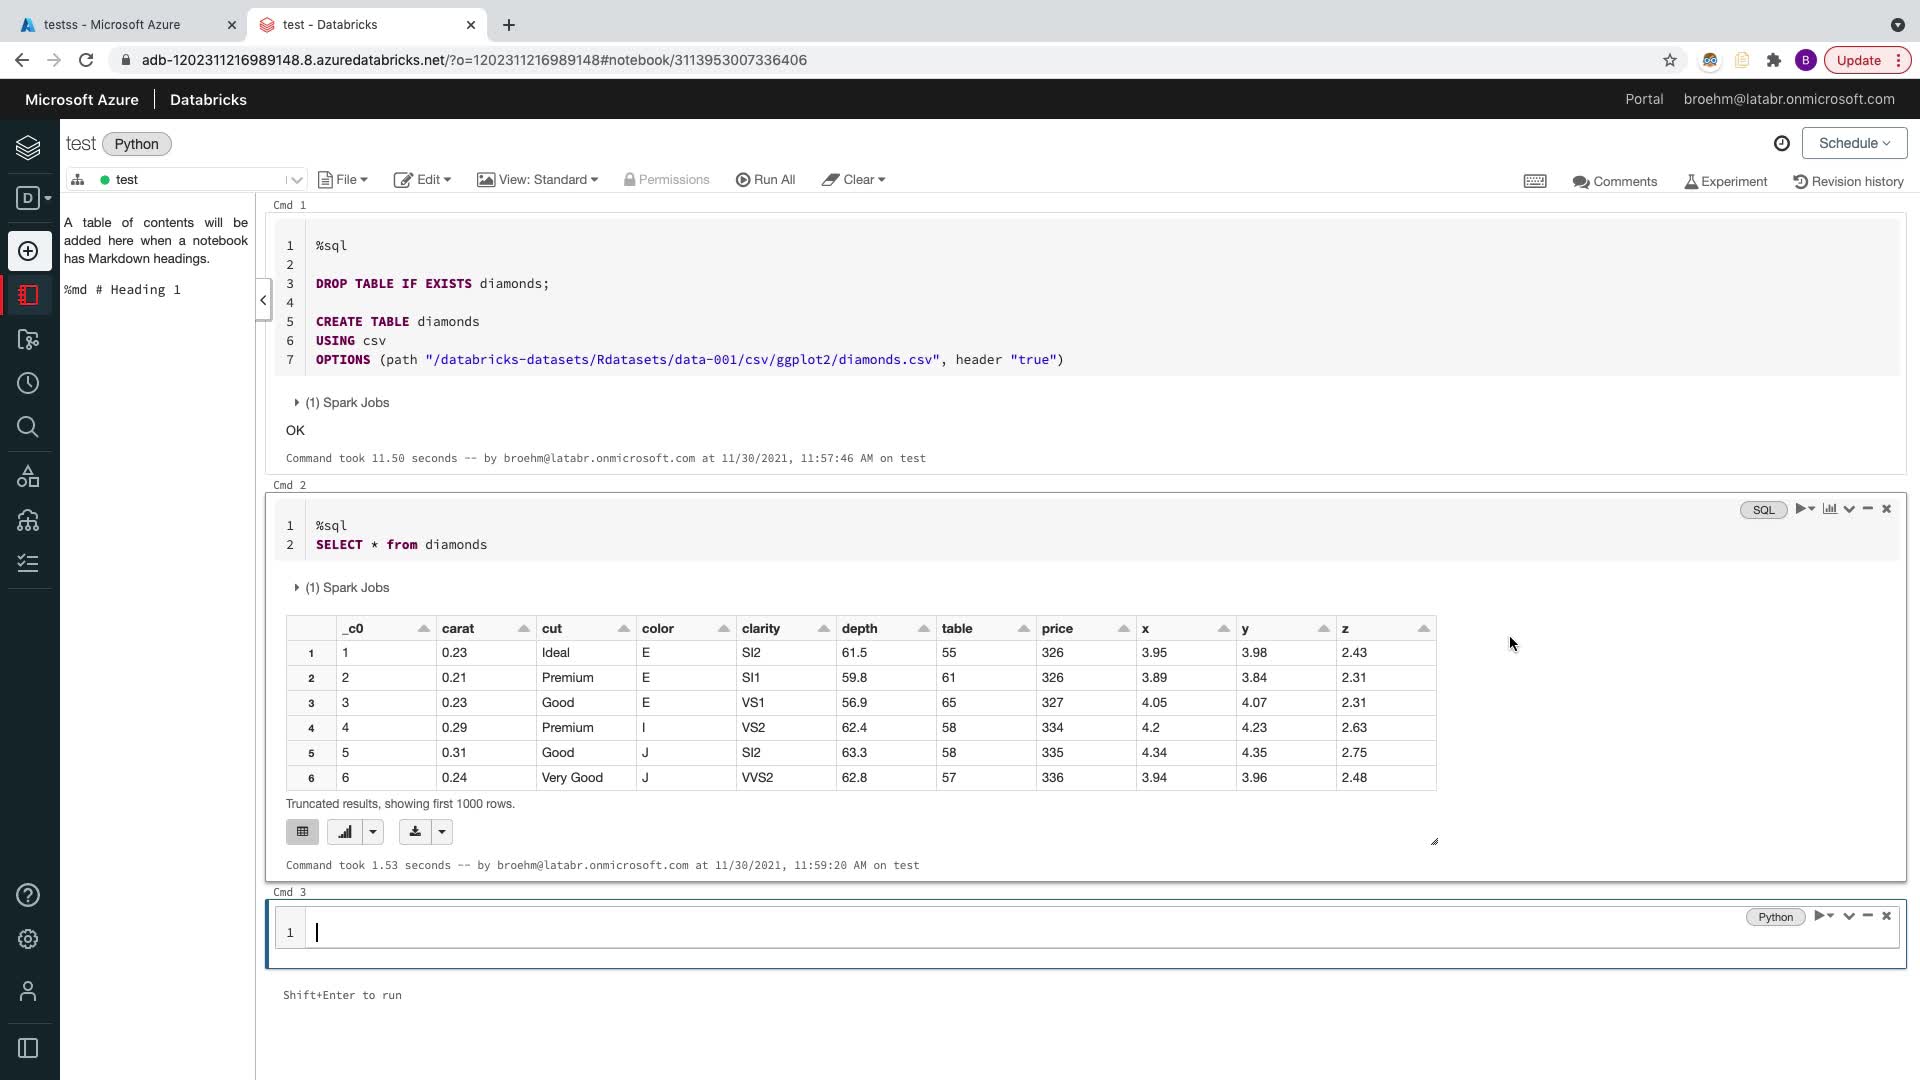 testss - Microsoft Azure
test - Databricks
adb-1202311216989148.8.azuredatabricks.net/?o=1202311216989148#notebook/3113953007336406
B
Update
Microsoft Azure
Databricks
Portal
broehm@latabr.onmicrosoft.com
test
Python
Schedule
test
File
Edit
View: Standard
Permissions
Run All
Clear
Comments
Experiment
Revision history
D
A table of contents will be
added here when a notebook
has Markdown headings.
%md # Heading 1
Cmd 1
1 %sql
2
3 DROP TABLE IF EXISTS diamonds;
4
5 CREATE TABLE diamonds
6 USING csv
7 OPTIONS (path "/databricks-datasets/Rdatasets/data-001/csv/ggplot2/diamonds.csv", header "true")
(1) Spark Jobs
OK
Command took 11.50 seconds -- by broehm@latabr.onmicrosoft.com at 11/30/2021, 11:57:46 AM on test
Cmd 2
SQL
1 %sql
2 SELECT * from diamonds
(1) Spark Jobs
_c0 carat cut color clarity depth table price x y z
1 1 0.23 Ideal E SI2 61.5 55 326 3.95 3.98 2.43
2 2 0.21 Premium E SI1 59.8 61 326 3.89 3.84 2.31
3 3 0.23 Good E VS1 56.9 65 327 4.05 4.07 2.31
4 4 0.29 Premium I VS2 62.4 58 334 4.2 4.23 2.63
5 5 0.31 Good J SI2 63.3 58 335 4.34 4.35 2.75
6 6 0.24 Very Good J VVS2 62.8 57 336 3.94 3.96 2.48
Truncated results, showing first 1000 rows.
Command took 1.53 seconds -- by broehm@latabr.onmicrosoft.com at 11/30/2021, 11:59:20 AM on test
Cmd 3
Python
1
Shift+Enter to run